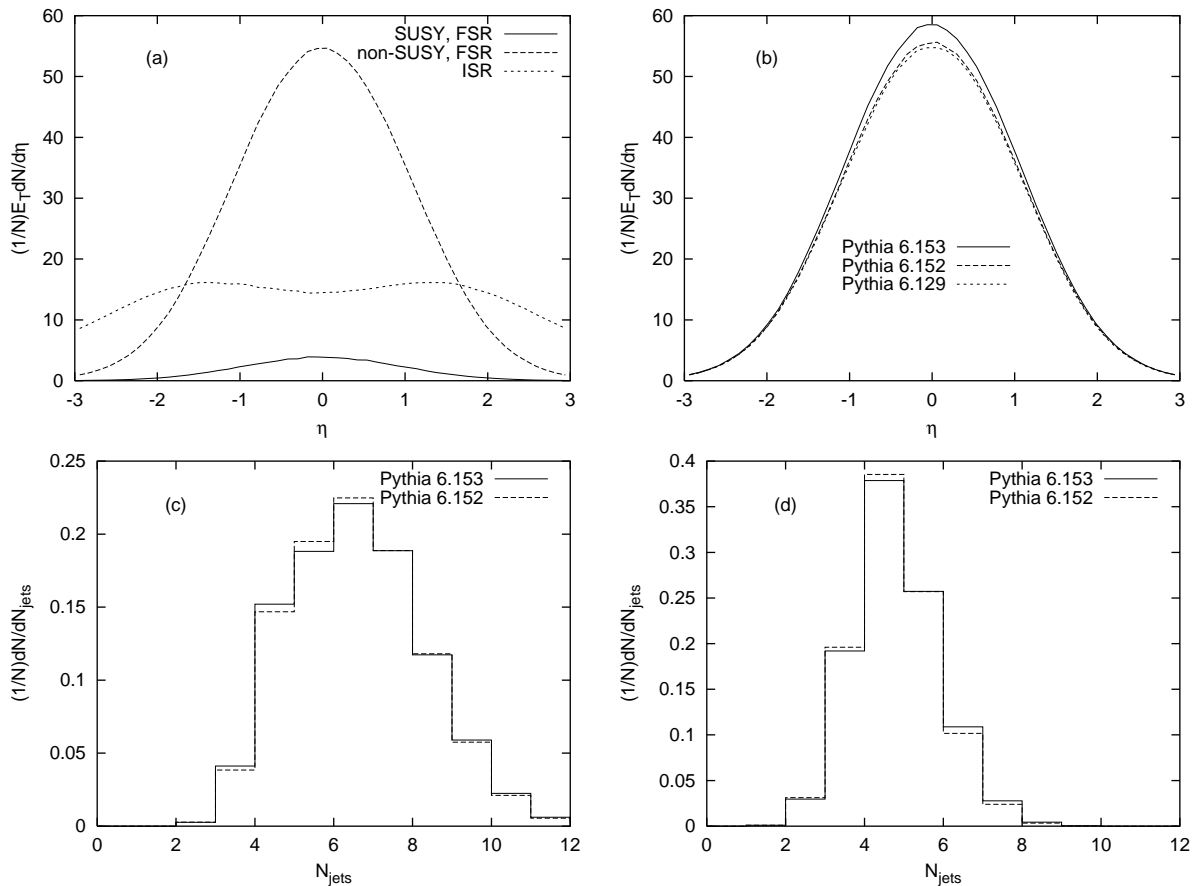 (a)
SUSY, FSR
non-SUSY, FSR
ISR
(1/N)E_T dN/dη
60
50
40
30
20
10
0
-3 -2 -1 0 1 2 3
η
(b)
Pythia 6.153
Pythia 6.152
Pythia 6.129
(1/N)E_T dN/dη
60
50
40
30
20
10
0
-3 -2 -1 0 1 2 3
η
(c)
Pythia 6.153
Pythia 6.152
(1/N)dN/dN_jets
0.25
0.2
0.15
0.1
0.05
0
0 2 4 6 8 10 12
N_jets
(d)
Pythia 6.153
Pythia 6.152
(1/N)dN/dN_jets
0.4
0.35
0.3
0.25
0.2
0.15
0.1
0.05
0
0 2 4 6 8 10 12
N_jets